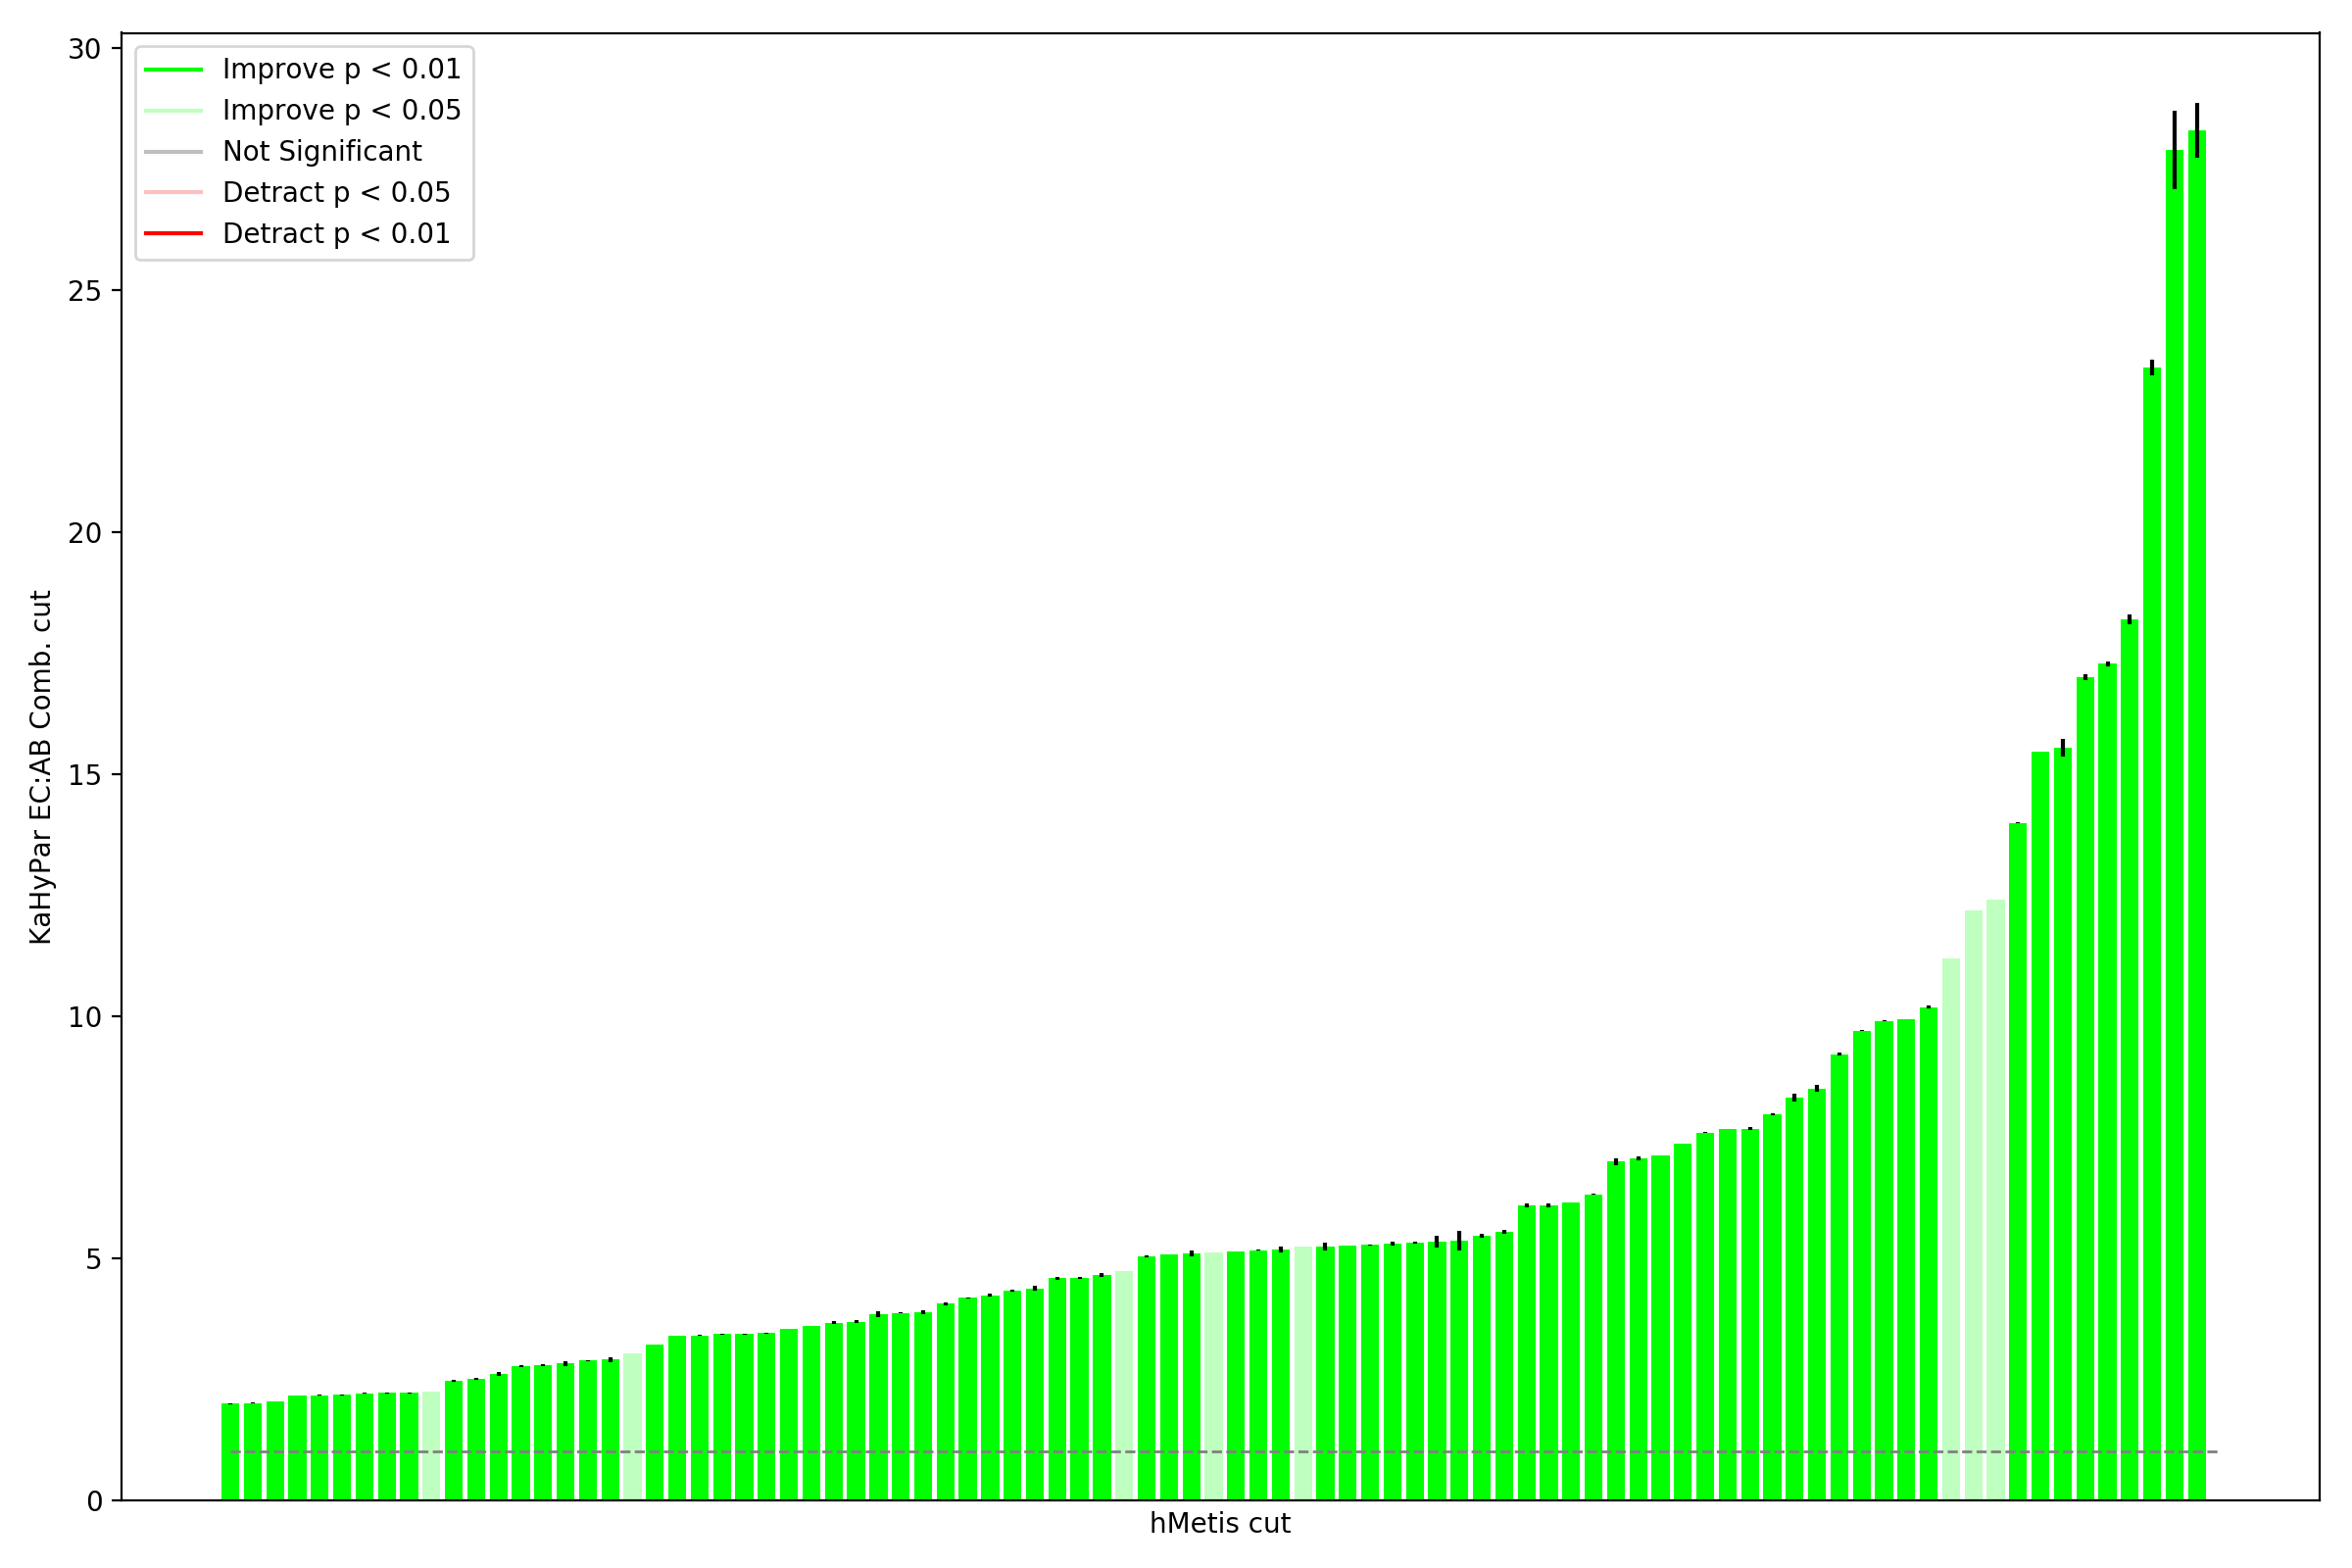 30
25
20
15
10
5
0
KaHyPar EC:AB Comb. cut
Improve p < 0.01
Improve p < 0.05
Not Significant
Detract p < 0.05
Detract p < 0.01
hMetis cut